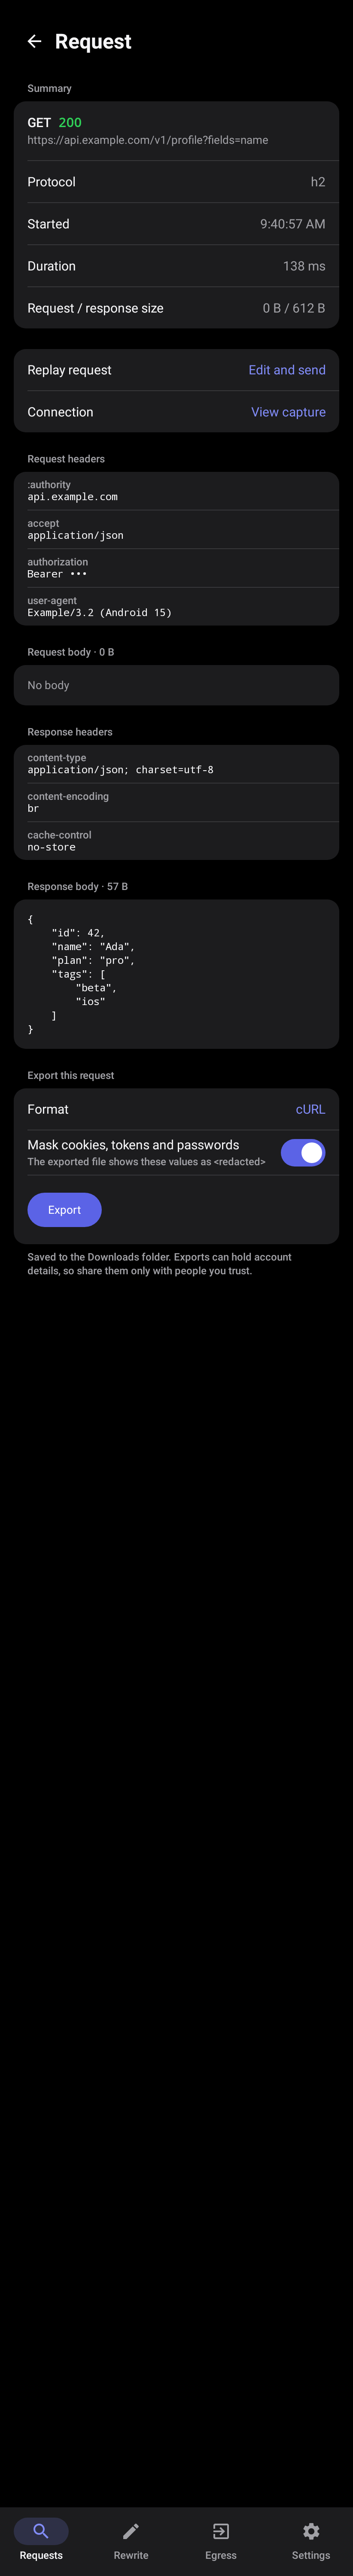 Request
Summary
GET 200
https://api.example.com/v1/profile?fields=name
Protocol h2
Started 9:40:57 AM
Duration 138 ms
Request / response size 0 B / 612 B
Replay request Edit and send
Connection View capture
Request headers
:authority
api.example.com
accept
application/json
authorization
Bearer •••
user-agent
Example/3.2 (Android 15)
Request body · 0 B
No body
Response headers
content-type
application/json; charset=utf-8
content-encoding
br
cache-control
no-store
Response body · 57 B
{
    "id": 42,
    "name": "Ada",
    "plan": "pro",
    "tags": [
        "beta",
        "ios"
    ]
}
Export this request
Format cURL
Mask cookies, tokens and passwords
The exported file shows these values as <redacted>
Export
Saved to the Downloads folder. Exports can hold account
details, so share them only with people you trust.
Requests Rewrite Egress Settings